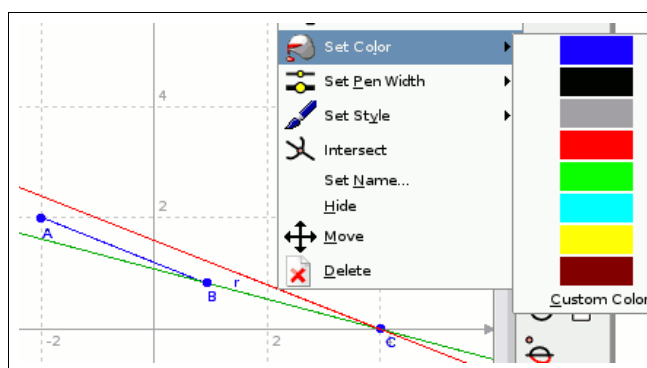 Set Color
Set Pen Width
4
Set Style
Intersect
Set Name...
2
Hide
A
Move
Delete
r
B
Custom Color
-2
2
C